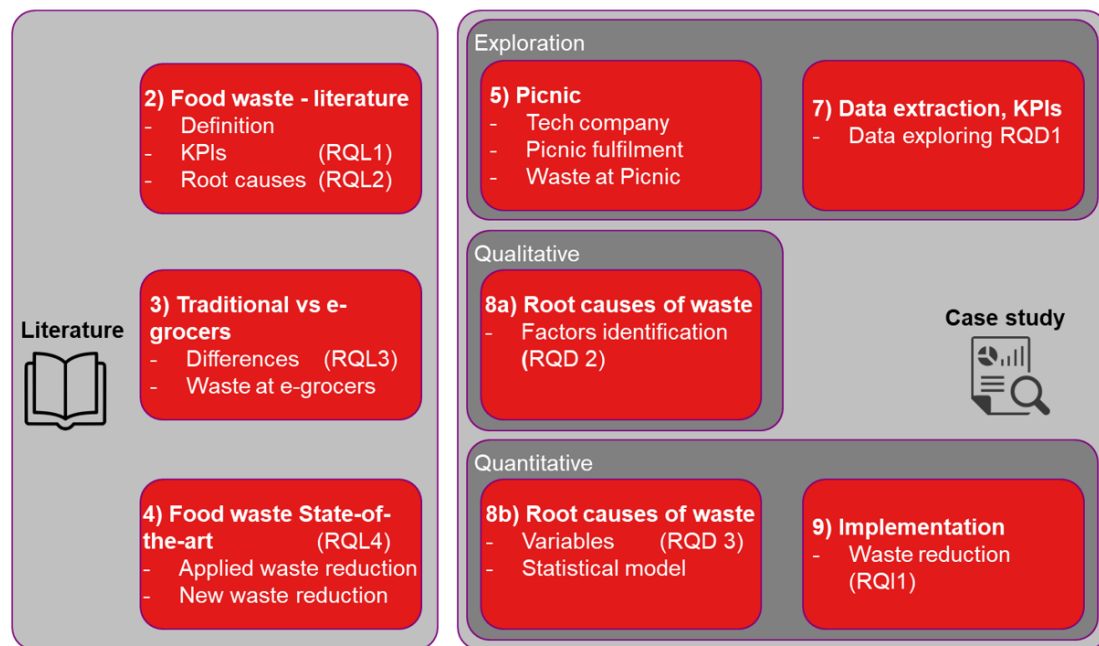 Literature
2) Food waste - literature
- Definition
- KPIs (RQL1)
- Root causes (RQL2)
3) Traditional vs e-
grocers
- Differences (RQL3)
- Waste at e-grocers
4) Food waste State-of-
the-art (RQL4)
- Applied waste reduction
- New waste reduction
Exploration
5) Picnic
- Tech company
- Picnic fulfilment
- Waste at Picnic
7) Data extraction, KPIs
- Data exploring RQD1
Qualitative
8a) Root causes of waste
- Factors identification
(RQD 2)
Case study
Quantitative
8b) Root causes of waste
- Variables (RQD 3)
- Statistical model
9) Implementation
- Waste reduction
(RQI1)